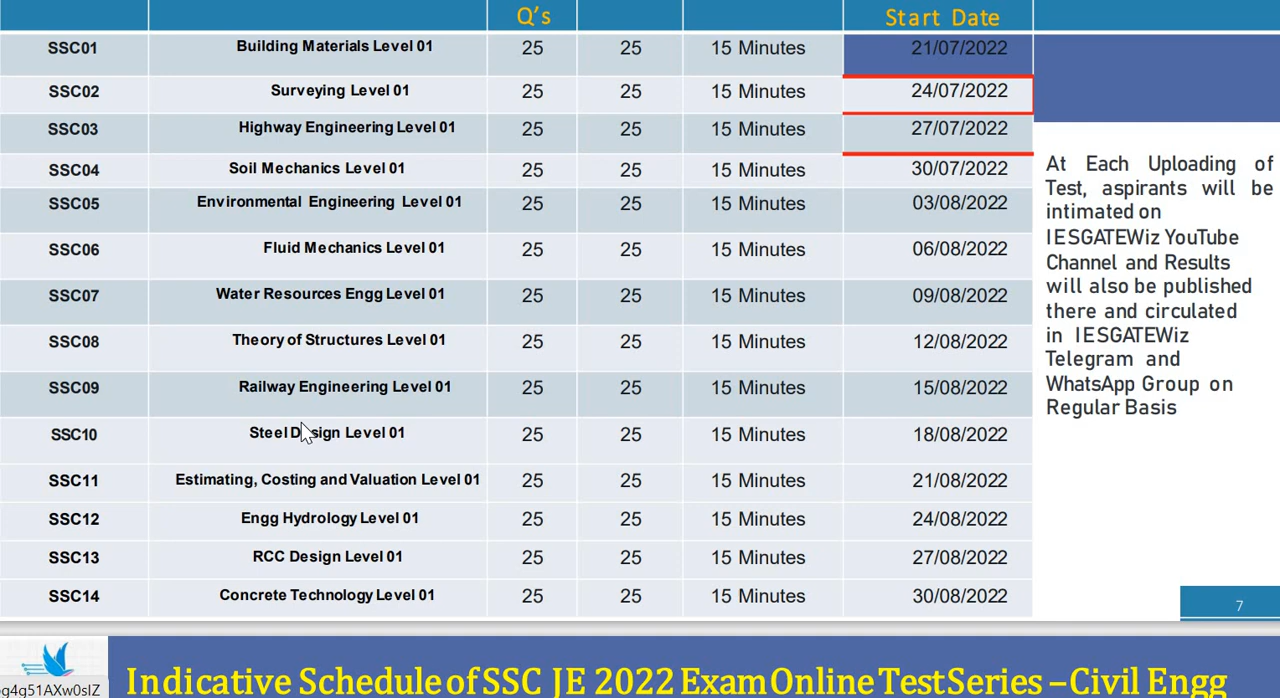 Q's Start Date
SSC01 Building Materials Level 01 25 25 15 Minutes 21/07/2022
SSC02 Surveying Level 01 25 25 15 Minutes 24/07/2022
SSC03 Highway Engineering Level 01 25 25 15 Minutes 27/07/2022
SSC04 Soil Mechanics Level 01 25 25 15 Minutes 30/07/2022
SSC05 Environmental Engineering Level 01 25 25 15 Minutes 03/08/2022
SSC06 Fluid Mechanics Level 01 25 25 15 Minutes 06/08/2022
SSC07 Water Resources Engg Level 01 25 25 15 Minutes 09/08/2022
SSC08 Theory of Structures Level 01 25 25 15 Minutes 12/08/2022
SSC09 Railway Engineering Level 01 25 25 15 Minutes 15/08/2022
SSC10 Steel Design Level 01 25 25 15 Minutes 18/08/2022
SSC11 Estimating, Costing and Valuation Level 01 25 25 15 Minutes 21/08/2022
SSC12 Engg Hydrology Level 01 25 25 15 Minutes 24/08/2022
SSC13 RCC Design Level 01 25 25 15 Minutes 27/08/2022
SSC14 Concrete Technology Level 01 25 25 15 Minutes 30/08/2022
At Each Uploading of
Test, aspirants will be
intimated on
IESGATEWiz YouTube
Channel and Results
will also be published
there and circulated
in IESGATEWiz
Telegram and
WhatsApp Group on
Regular Basis
7
Indicative Schedule of SSC JE 2022 Exam Online Test Series – Civil Engg